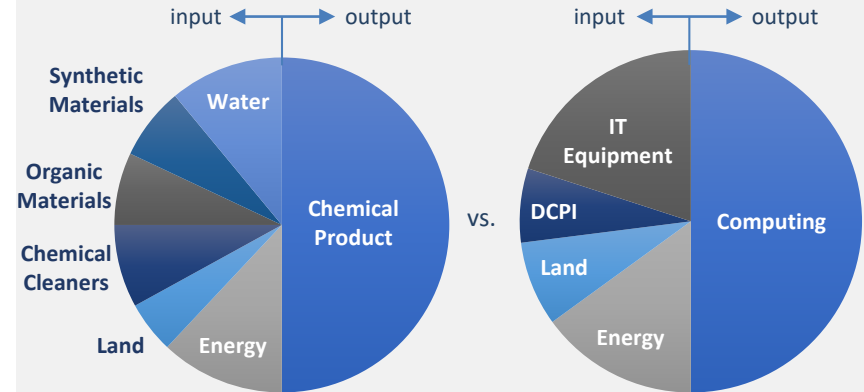 input output
Synthetic
Materials
Water
Organic
Materials
Chemical
Product
Chemical
Cleaners
Land
Energy
vs.
input output
IT
Equipment
DCPI
Computing
Land
Energy